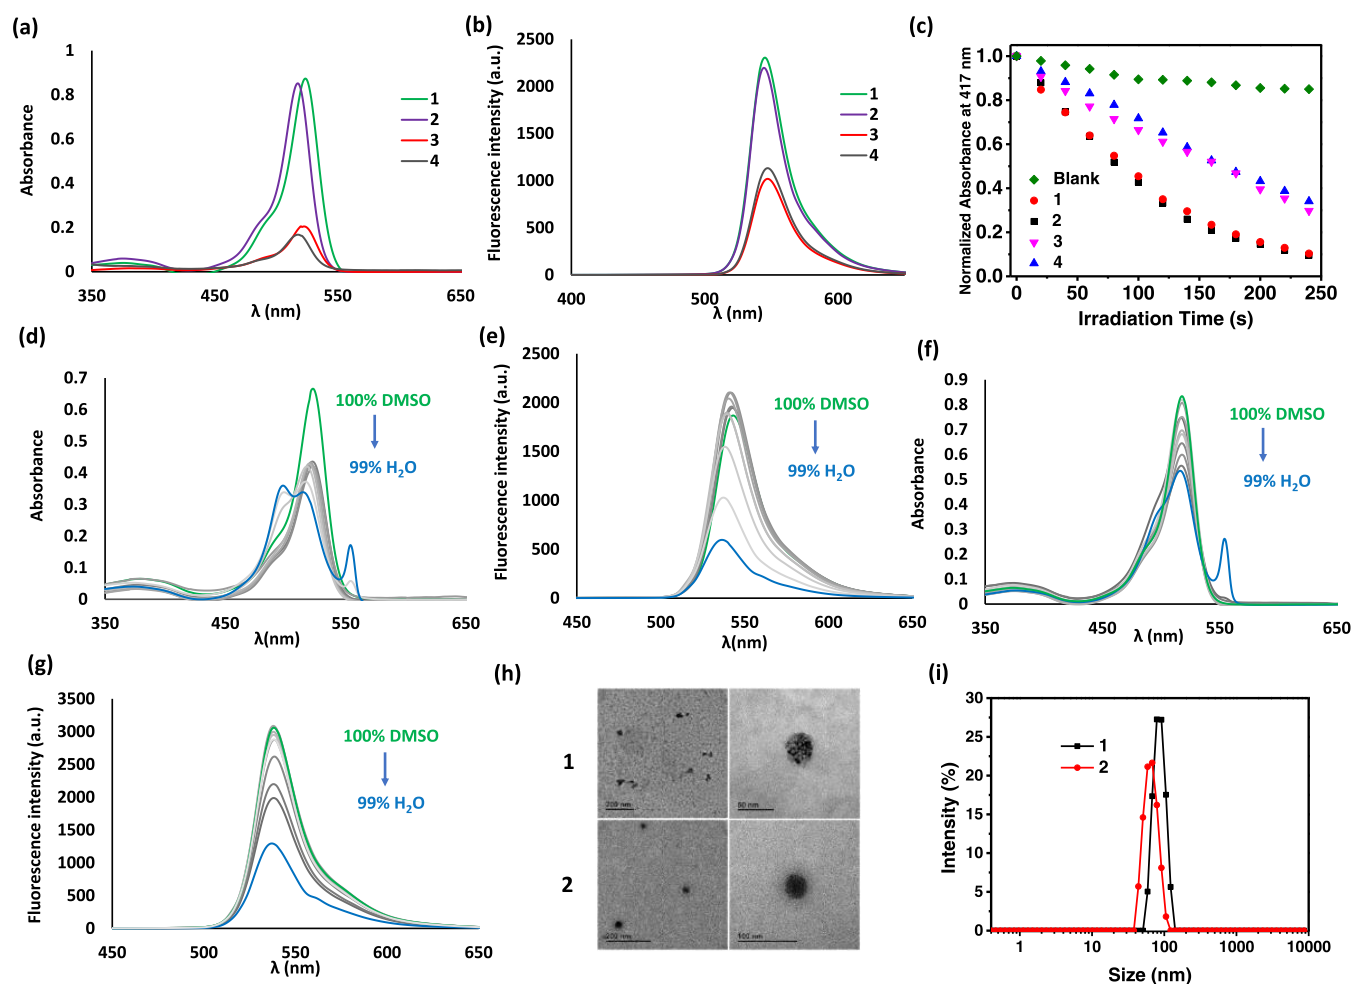 (a)
1
0.8
0.6
0.4
0.2
0
Absorbance
350
450
550
650
λ (nm)
1
2
3
4
(b)
2500
2000
1500
1000
500
0
Fluorescence intensity (a.u.)
400
500
600
λ (nm)
1
2
3
4
(c)
1.0
0.8
0.6
0.4
0.2
0.0
Normalized Absorbance at 417 nm
0
50
100
150
200
250
Irradiation Time (s)
Blank
1
2
3
4
(d)
0.7
0.6
0.5
0.4
0.3
0.2
0.1
0
Absorbance
350
450
550
650
λ(nm)
100% DMSO
99% H₂O
(e)
2500
2000
1500
1000
500
0
Fluorescence intensity (a.u.)
450
500
550
600
650
λ(nm)
100% DMSO
99% H₂O
(f)
0.9
0.8
0.7
0.6
0.5
0.4
0.3
0.2
0.1
0
Absorbance
350
450
550
650
λ (nm)
100% DMSO
99% H₂O
(g)
3500
3000
2500
2000
1500
1000
500
0
Fluorescence intensity (a.u.)
450
500
550
600
650
λ (nm)
100% DMSO
99% H₂O
(h)
1
2
200 nm
50 nm
200 nm
100 nm
(i)
30
25
20
15
10
5
0
Intensity (%)
1
10
100
1000
10000
Size (nm)
1
2